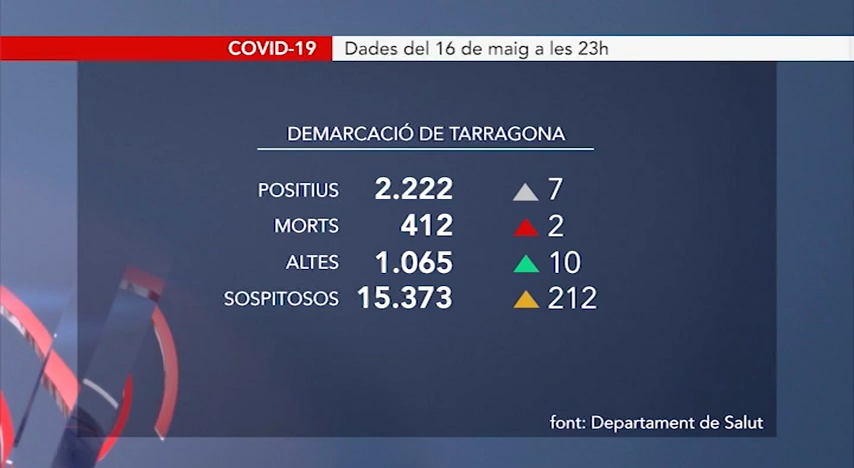 COVID-19 Dades del 16 de maig a les 23h
DEMARCACIÓ DE TARRAGONA
POSITIUS 2.222 7
MORTS 412 2
ALTES 1.065 10
SOSPITOSOS 15.373 212
font: Departament de Salut